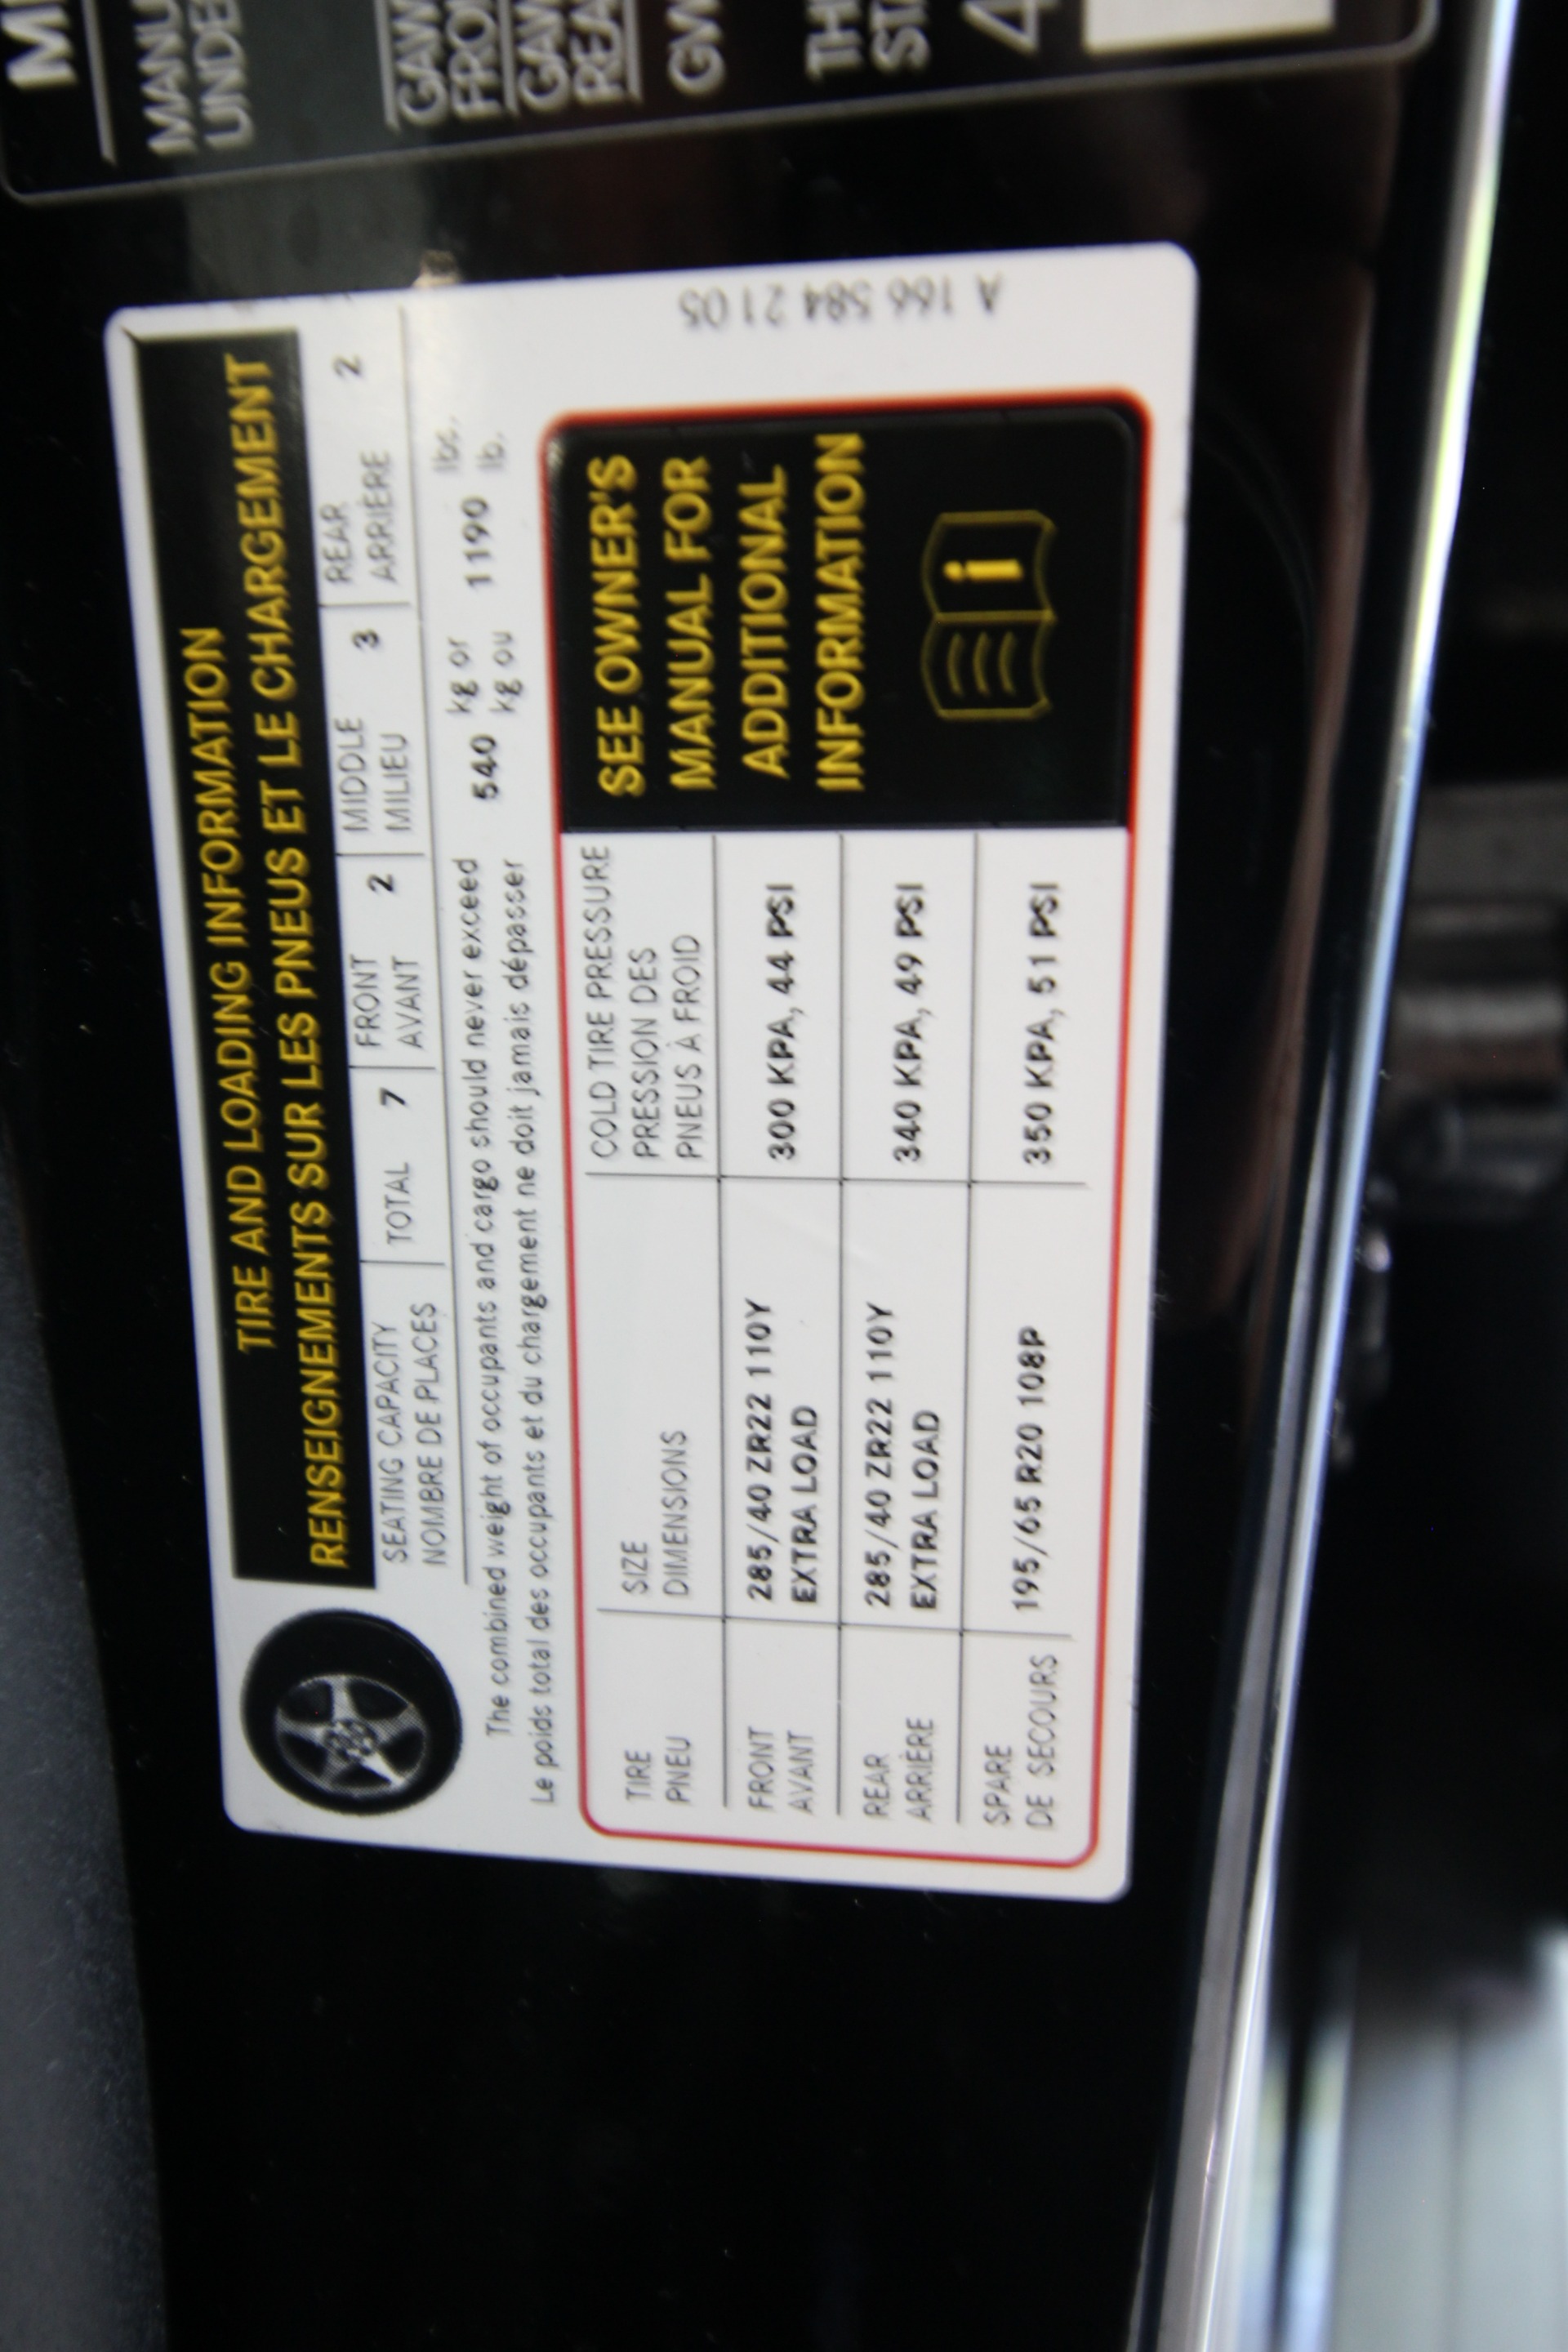 TIRE AND LOADING INFORMATION
RENSEIGNEMENTS SUR LES PNEUS ET LE CHARGEMENT
SEATING CAPACITY
NOMBRE DE PLACES
TOTAL 7
FRONT
AVANT
2
MIDDLE
MILIEU
3
REAR
ARRIÈRE
2
The combined weight of occupants and cargo should never exceed 540 kg or 1190 lbs.
Le poids total des occupants et du chargement ne doit jamais dépasser kg ou lb.
TIRE
PNEU
SIZE
DIMENSIONS
COLD TIRE PRESSURE
PRESSION DES
PNEUS À FROID
FRONT
AVANT
285/40 ZR22 110Y
EXTRA LOAD
300 KPA, 44 PSI
REAR
ARRIÈRE
285/40 ZR22 110Y
EXTRA LOAD
340 KPA, 49 PSI
SPARE
DE SECOURS
195/65 R20 108P
350 KPA, 51 PSI
SEE OWNER'S
MANUAL FOR
ADDITIONAL
INFORMATION
i
A 166 584 21 05
GAW
FRO
GAW
REA